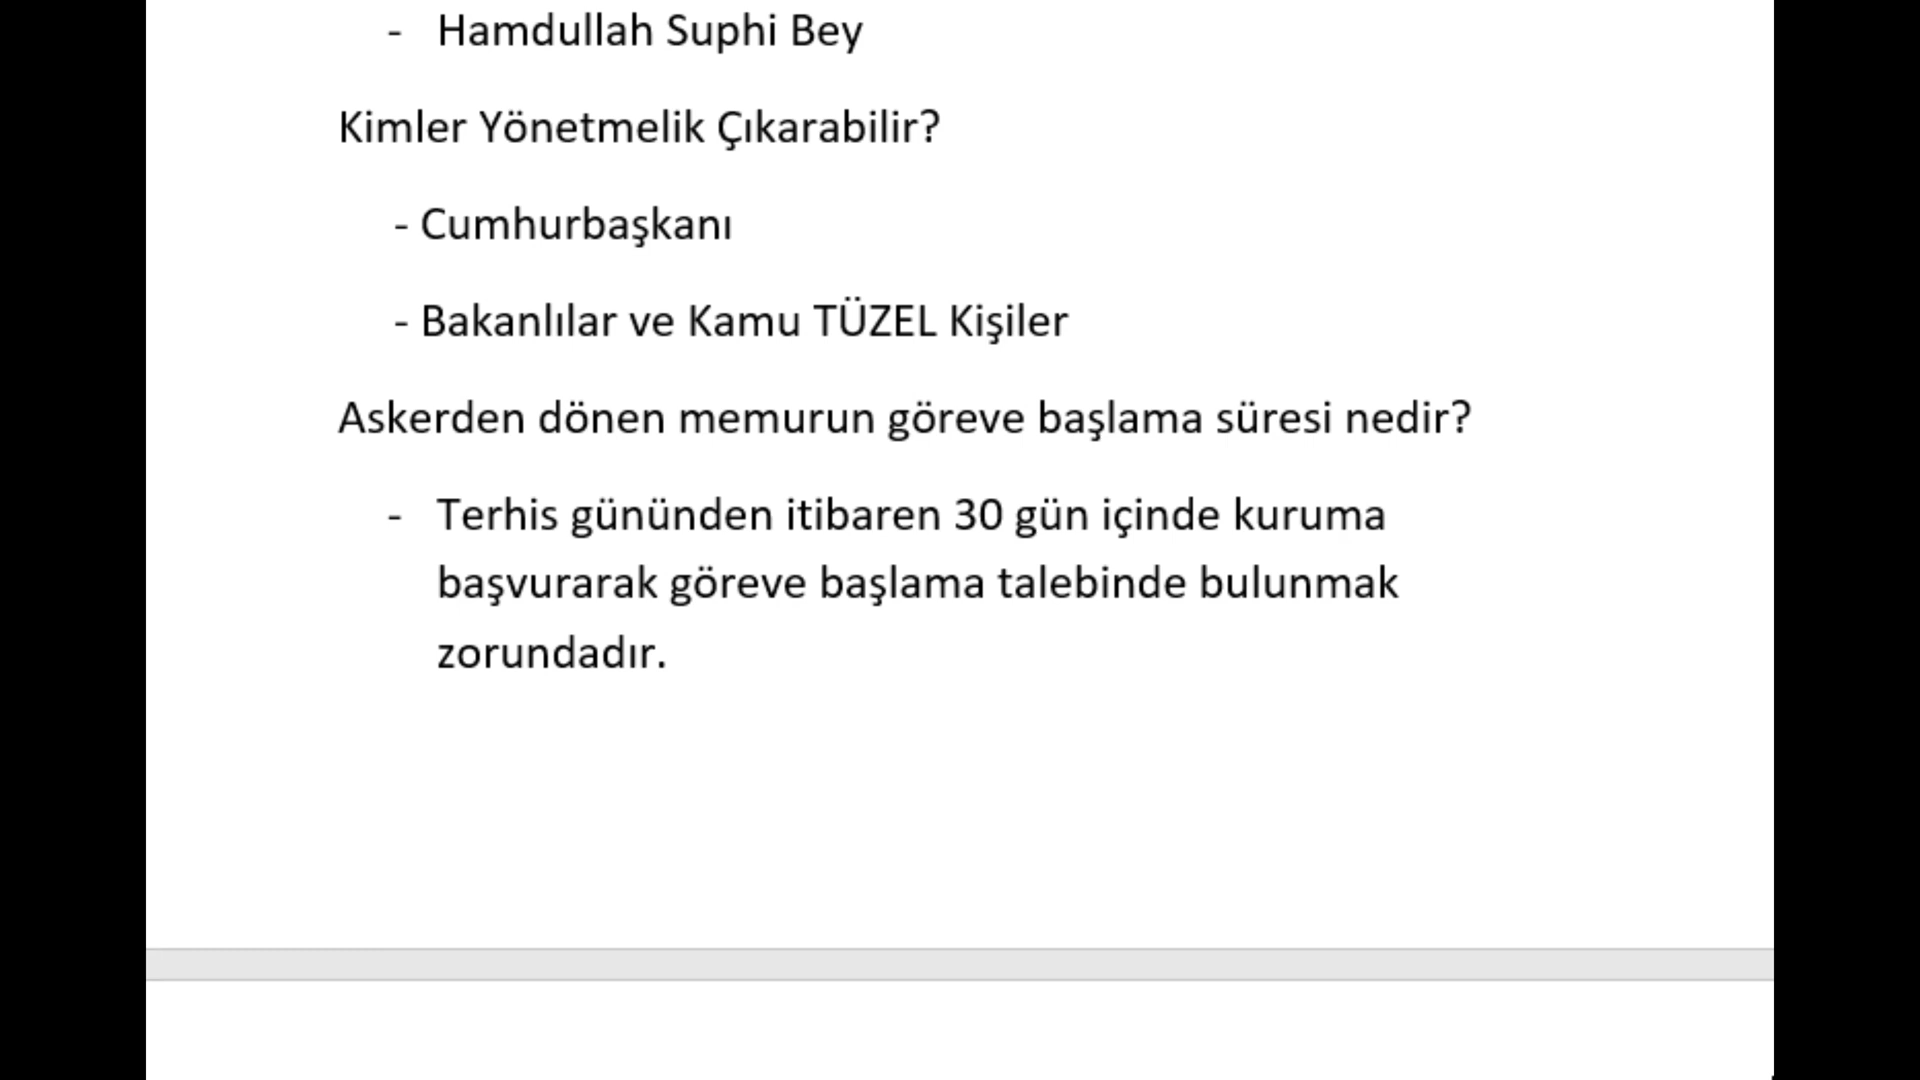 - Hamdullah Suphi Bey
Kimler Yönetmelik Çıkarabilir?
- Cumhurbaşkanı
- Bakanlılar ve Kamu TÜZEL Kişiler
Askerden dönen memurun göreve başlama süresi nedir?
- Terhis gününden itibaren 30 gün içinde kuruma
başvurarak göreve başlama talebinde bulunmak
zorundadır.